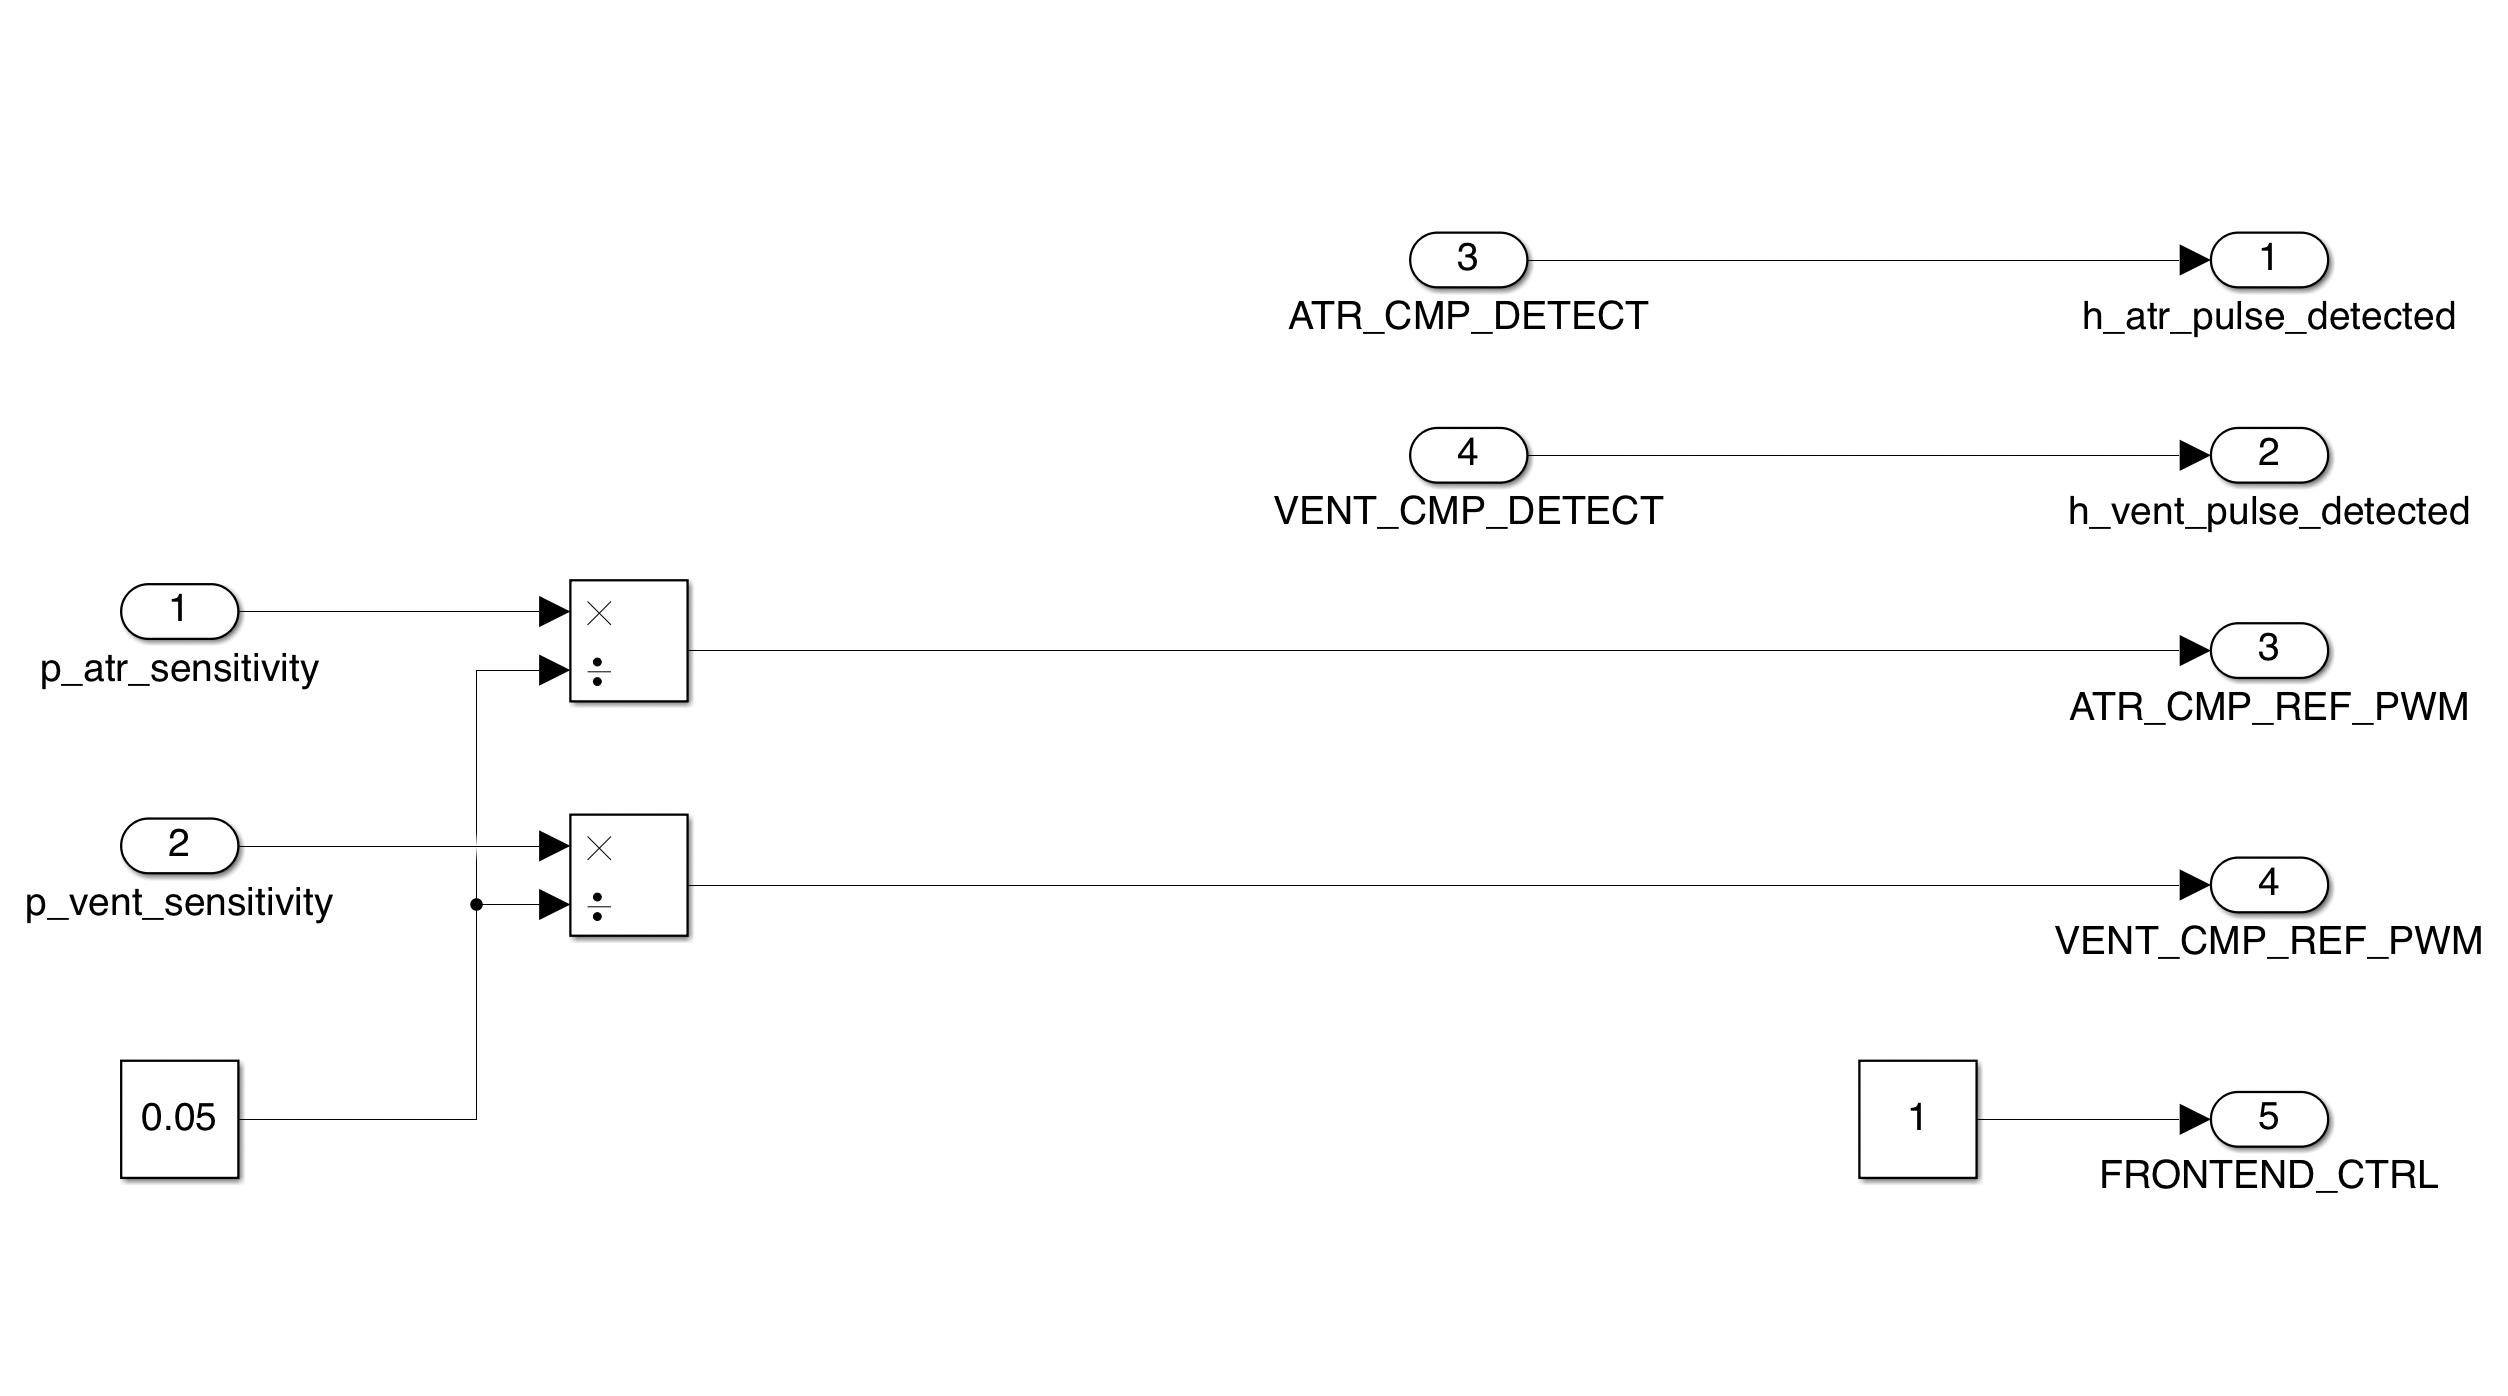 3
1
ATR_CMP_DETECT
h_atr_pulse_detected
4
2
VENT_CMP_DETECT
h_vent_pulse_detected
1
×
÷
3
p_atr_sensitivity
ATR_CMP_REF_PWM
2
×
÷
4
p_vent_sensitivity
VENT_CMP_REF_PWM
0.05
1
5
FRONTEND_CTRL